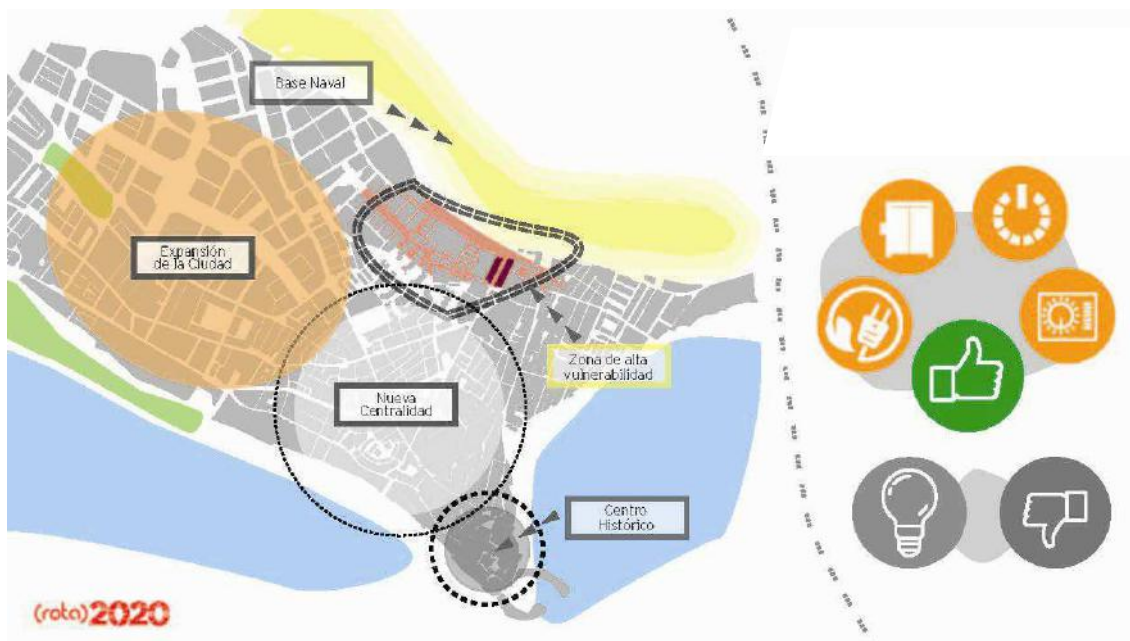 Base Naval
Expansión
de la Ciudad
Zona de alta
vulnerabilidad
Nueva
Centralidad
Centro
Histórico
(rota)2020